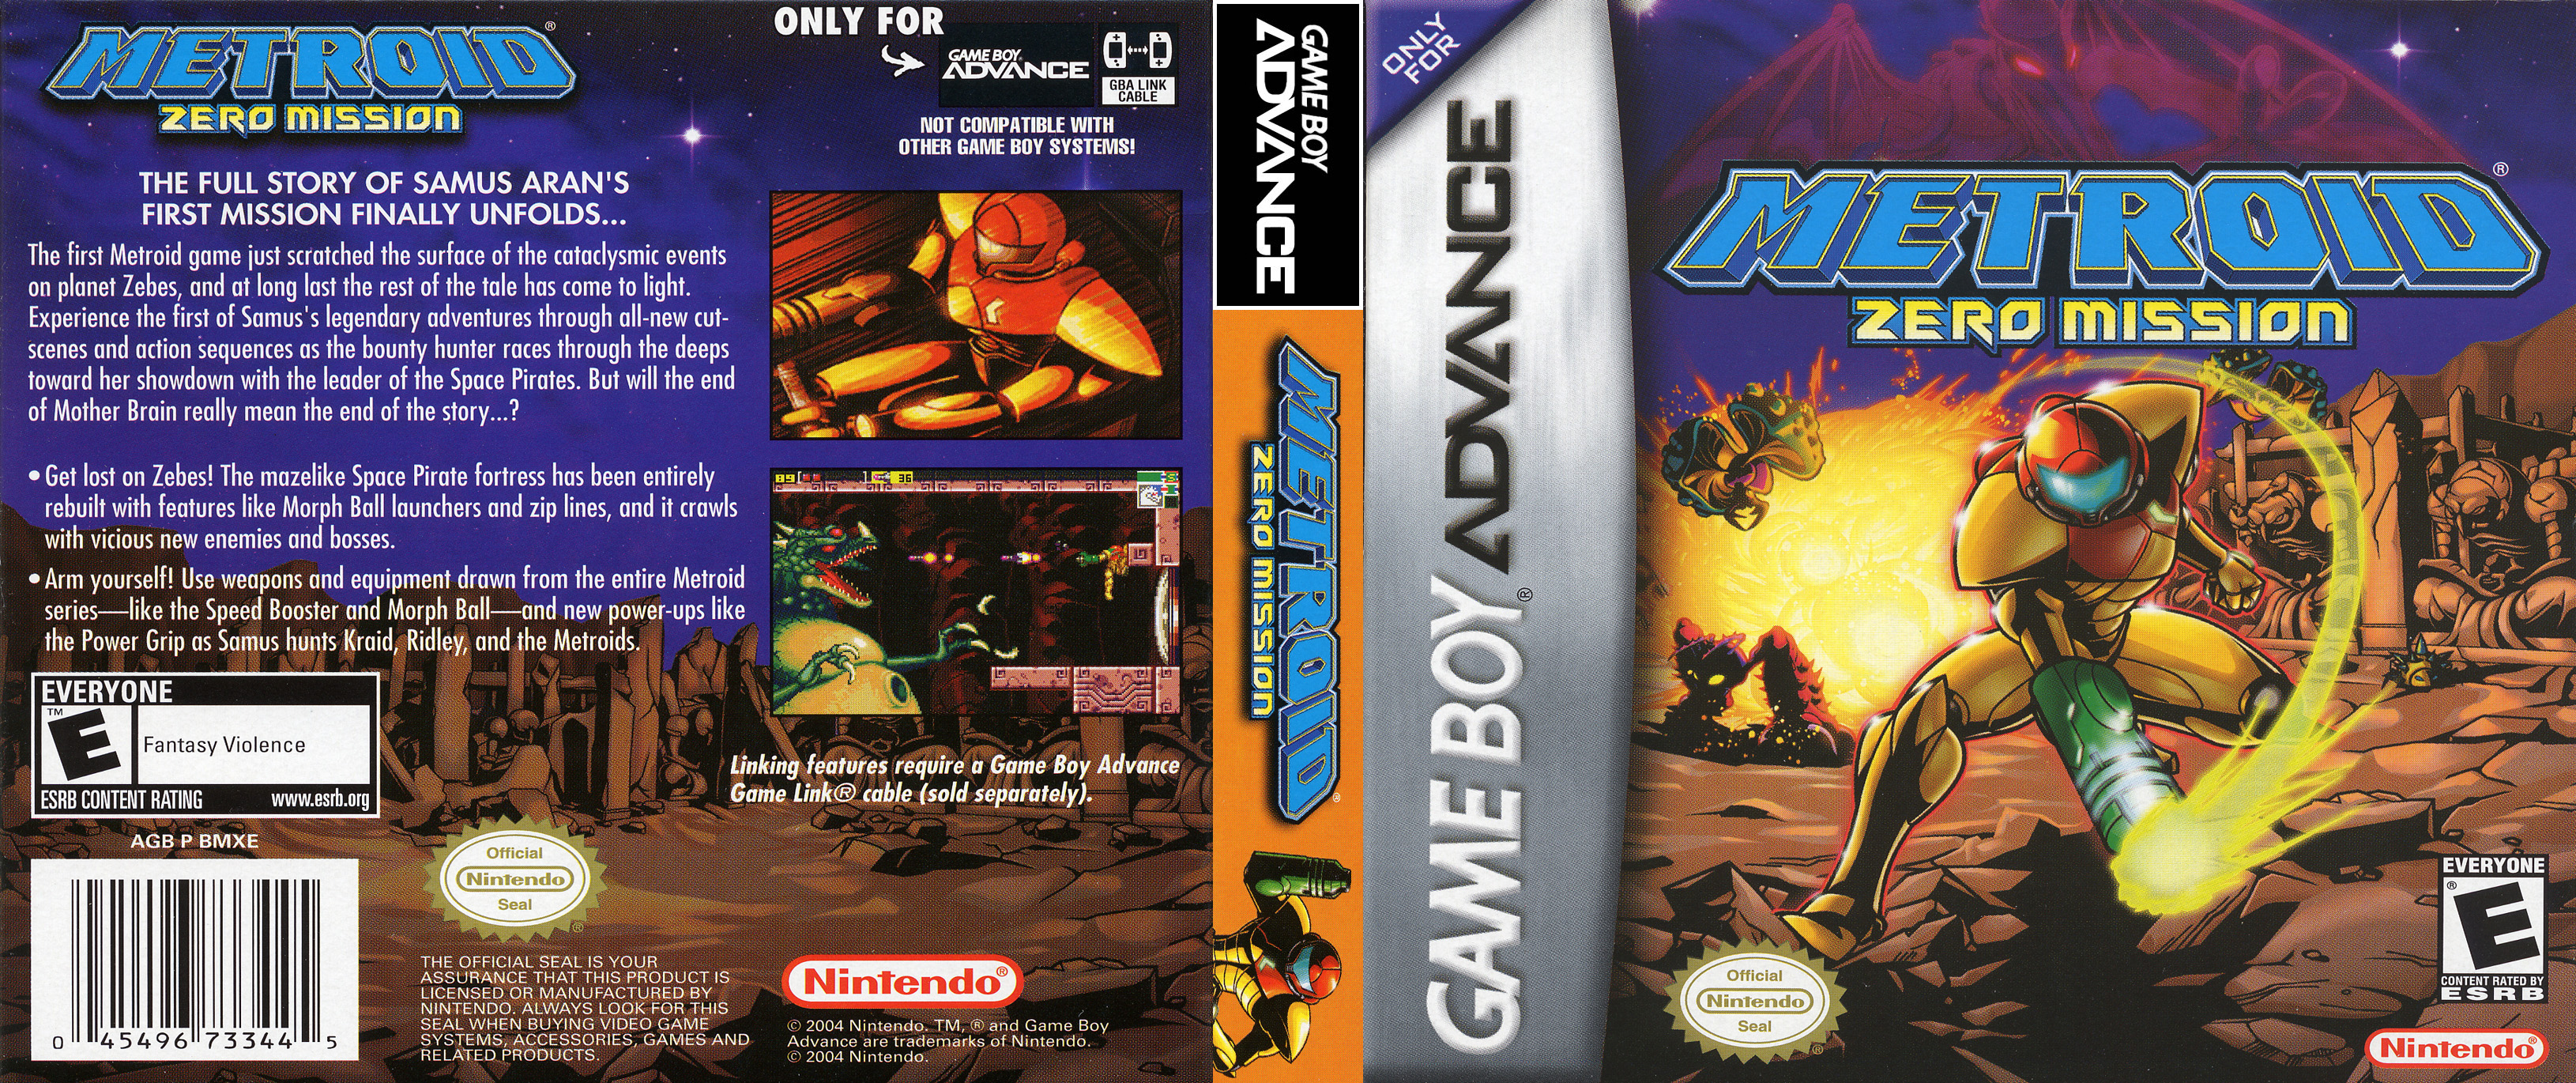 METROID®
ZERO MISSION
ONLY FOR
GAME BOY®
ADVANCE
GBA LINK
CABLE
NOT COMPATIBLE WITH
OTHER GAME BOY SYSTEMS!
THE FULL STORY OF SAMUS ARAN'S
FIRST MISSION FINALLY UNFOLDS...
The first Metroid game just scratched the surface of the cataclysmic events
on planet Zebes, and at long last the rest of the tale has come to light.
Experience the first of Samus's legendary adventures through all-new cut-
scenes and action sequences as the bounty hunter races through the deeps
toward her showdown with the leader of the Space Pirates. But will the end
of Mother Brain really mean the end of the story...?
• Get lost on Zebes! The mazelike Space Pirate fortress has been entirely
rebuilt with features like Morph Ball launchers and zip lines, and it crawls
with vicious new enemies and bosses.
• Arm yourself! Use weapons and equipment drawn from the entire Metroid
series—like the Speed Booster and Morph Ball—and new power-ups like
the Power Grip as Samus hunts Kraid, Ridley, and the Metroids.
89
36
Linking features require a Game Boy Advance
Game Link® cable (sold separately).
EVERYONE
™
E
Fantasy Violence
ESRB CONTENT RATING www.esrb.org
AGB P BMXE
0 45496 73344 5
Official
Nintendo
Seal
®
THE OFFICIAL SEAL IS YOUR
ASSURANCE THAT THIS PRODUCT IS
LICENSED OR MANUFACTURED BY
NINTENDO. ALWAYS LOOK FOR THIS
SEAL WHEN BUYING VIDEO GAME
SYSTEMS, ACCESSORIES, GAMES AND
RELATED PRODUCTS.
Nintendo®
© 2004 Nintendo. TM, ® and Game Boy
Advance are trademarks of Nintendo.
© 2004 Nintendo.
GAME BOY
ADVANCE
METROID®
ZERO MISSION
ONLY
FOR
GAME BOY® ADVANCE
METROID®
ZERO MISSION
Official
Nintendo
Seal
®
EVERYONE
®
E
CONTENT RATED BY
ESRB
Nintendo®